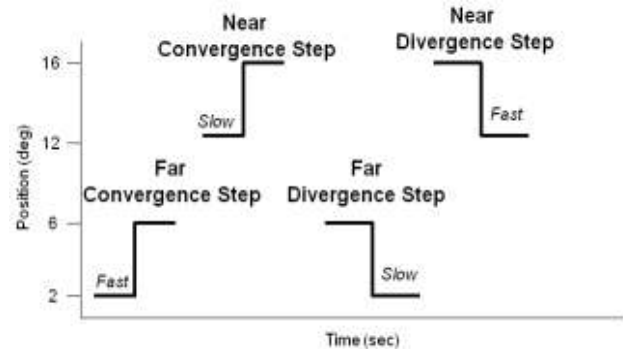 Near
Convergence Step
Near
Divergence Step
16
Slow
Fast
12
Far
Convergence Step
Far
Divergence Step
6
Fast
Slow
2
Position (deg)
Time (sec)